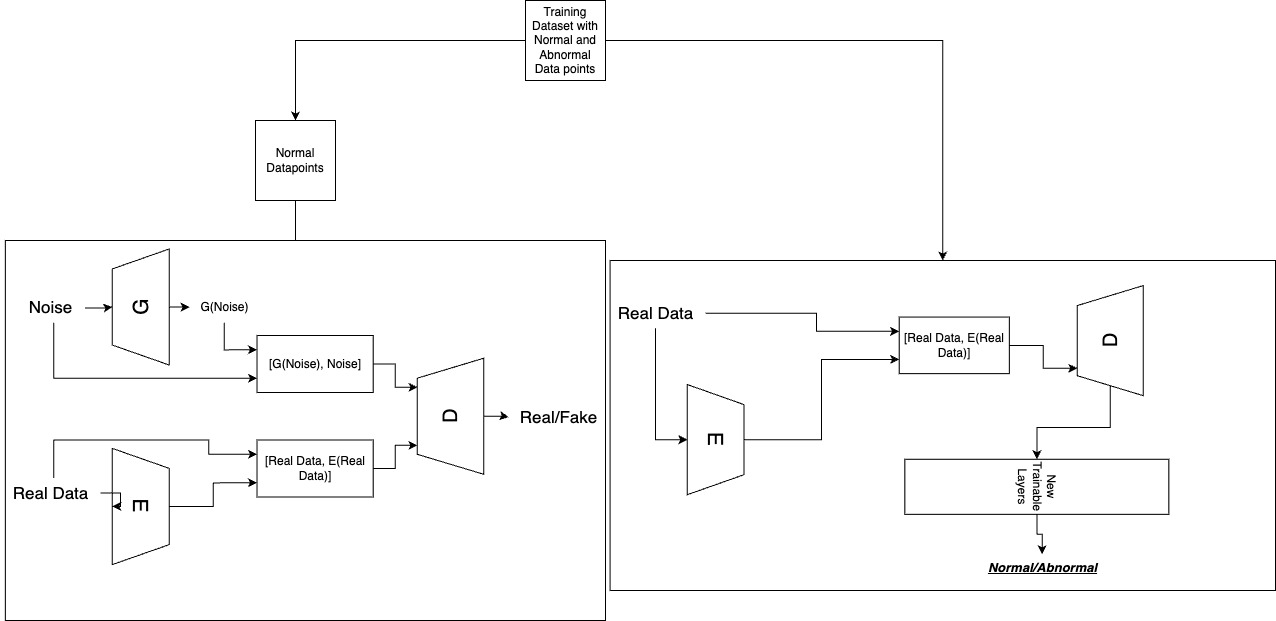 Training
Dataset with
Normal and
Abnormal
Data points
Normal
Datapoints
Noise
G
G(Noise)
[G(Noise), Noise]
D
Real/Fake
[Real Data, E(Real
Data)]
Real Data
E
Real Data
[Real Data, E(Real
Data)]
D
E
New
Trainable
Layers
Normal/Abnormal